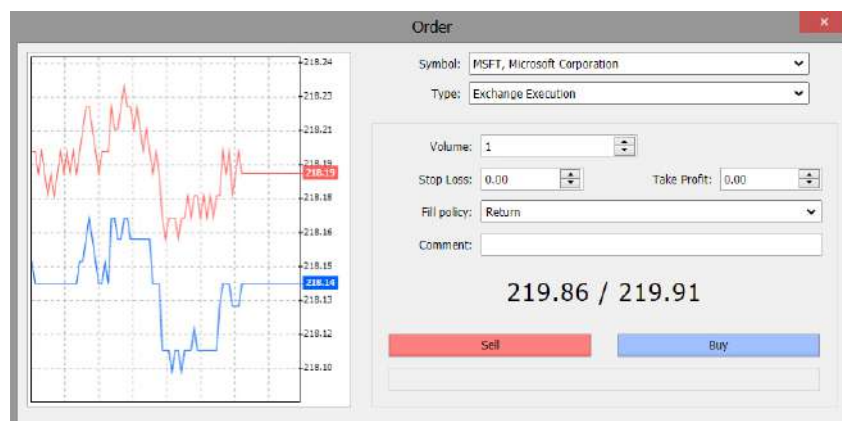 Order
218.24
218.23
218.21
218.19
218.19
218.18
218.16
218.15
218.14
218.13
218.12
218.10
Symbol: MSFT, Microsoft Corporation
Type: Exchange Execution
Volume: 1
Stop Loss: 0.00 Take Profit: 0.00
Fill policy: Return
Comment:
219.86 / 219.91
Sell Buy